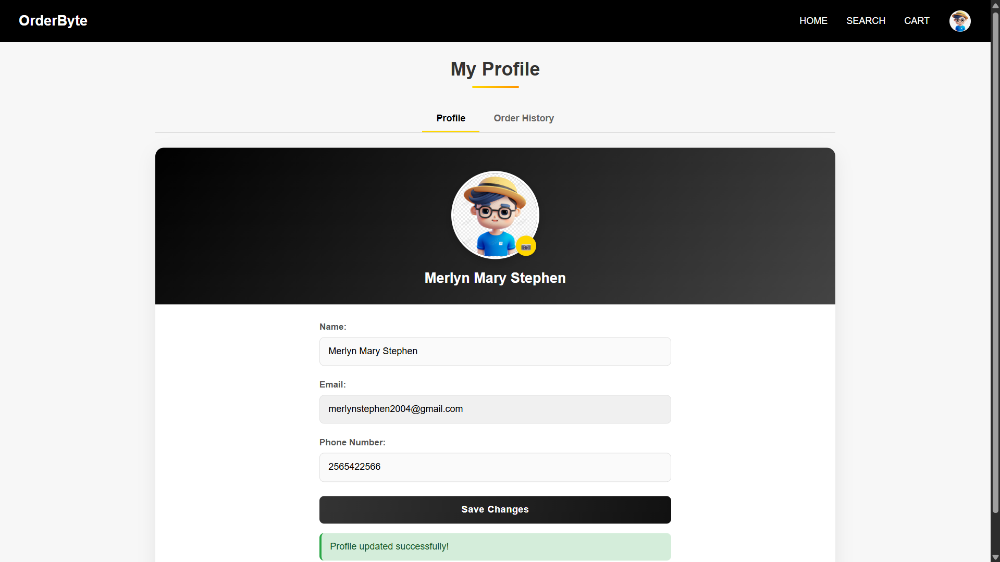 OrderByte
HOME SEARCH CART
My Profile
Profile Order History
Merlyn Mary Stephen
Name:
Merlyn Mary Stephen
Email:
merlynstephen2004@gmail.com
Phone Number:
2565422566
Save Changes
Profile updated successfully!